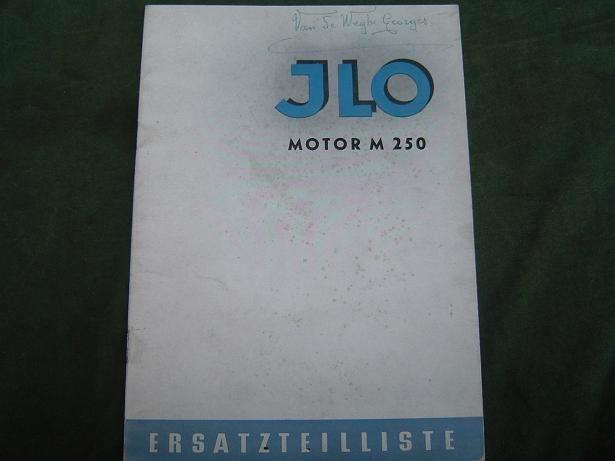 Van de Weghe Georges.
JLO
MOTOR M 250
ERSATZTEILLISTE